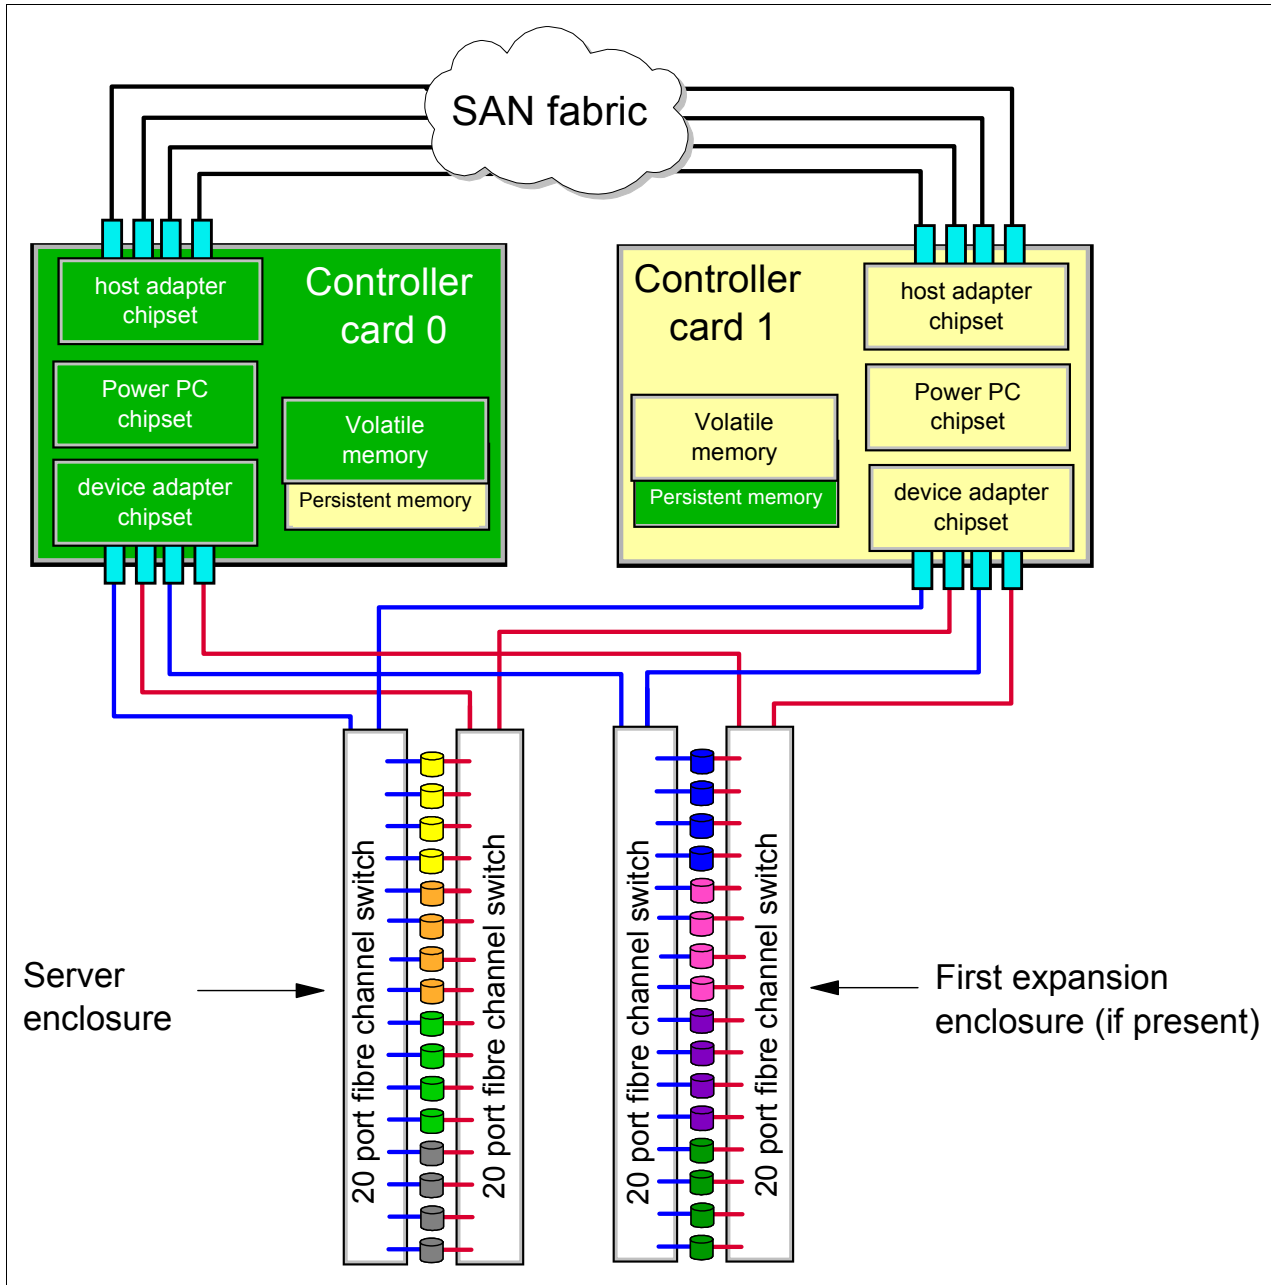 SAN fabric
host adapter
chipset
Controller
card 0
Power PC
chipset
Volatile
memory
Persistent memory
device adapter
chipset
Controller
card 1
host adapter
chipset
Power PC
chipset
Volatile
memory
Persistent memory
device adapter
chipset
Server
enclosure
20 port fibre channel switch
20 port fibre channel switch
20 port fibre channel switch
20 port fibre channel switch
First expansion
enclosure (if present)